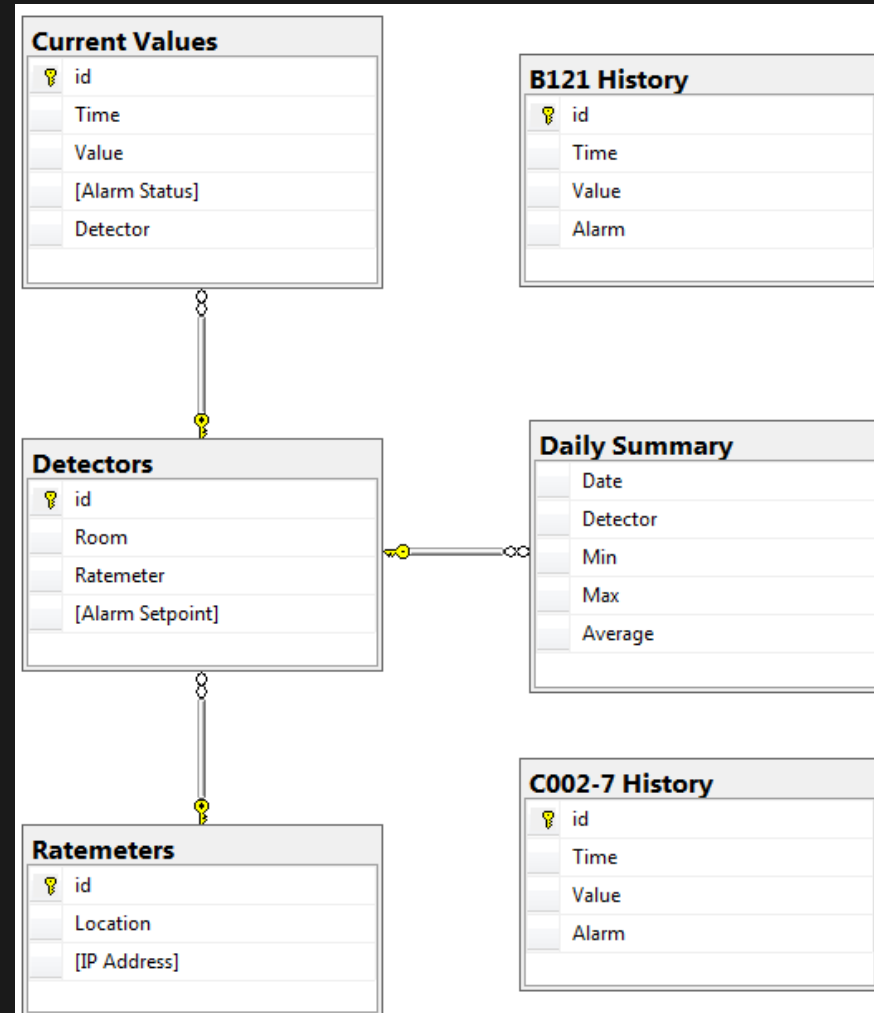 Current Values
id
Time
Value
[Alarm Status]
Detector
B121 History
id
Time
Value
Alarm
Detectors
id
Room
Ratemeter
[Alarm Setpoint]
Daily Summary
Date
Detector
Min
Max
Average
Ratemeters
id
Location
[IP Address]
C002-7 History
id
Time
Value
Alarm